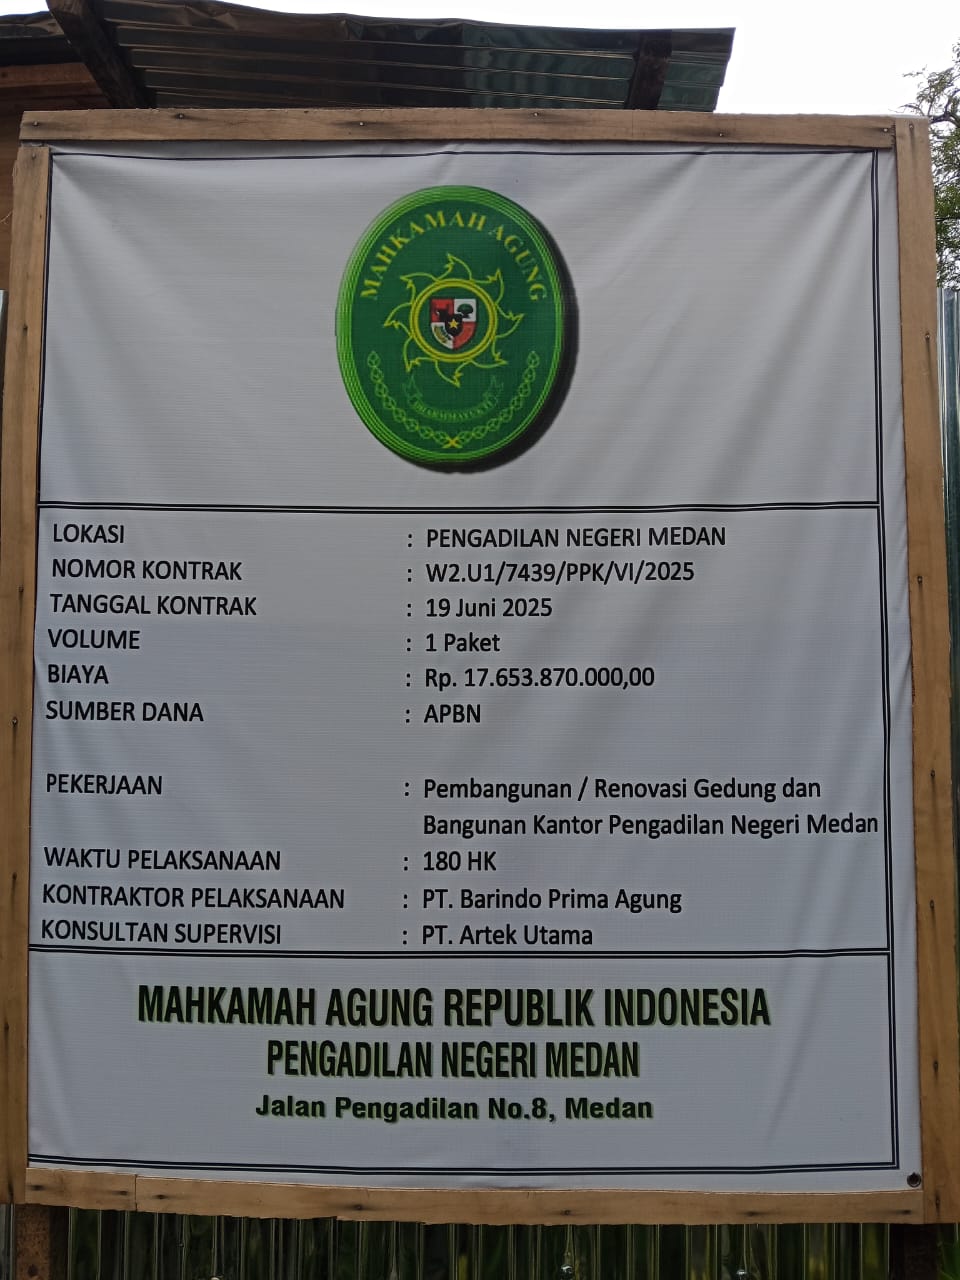 MAHKAMAH AGUNG
DHARMMAYUKTI
LOKASI : PENGADILAN NEGERI MEDAN
NOMOR KONTRAK : W2.U1/7439/PPK/VI/2025
TANGGAL KONTRAK : 19 Juni 2025
VOLUME : 1 Paket
BIAYA : Rp. 17.653.870.000,00
SUMBER DANA : APBN
PEKERJAAN : Pembangunan / Renovasi Gedung dan
Bangunan Kantor Pengadilan Negeri Medan
WAKTU PELAKSANAAN : 180 HK
KONTRAKTOR PELAKSANAAN : PT. Barindo Prima Agung
KONSULTAN SUPERVISI : PT. Artek Utama
MAHKAMAH AGUNG REPUBLIK INDONESIA
PENGADILAN NEGERI MEDAN
Jalan Pengadilan No.8, Medan